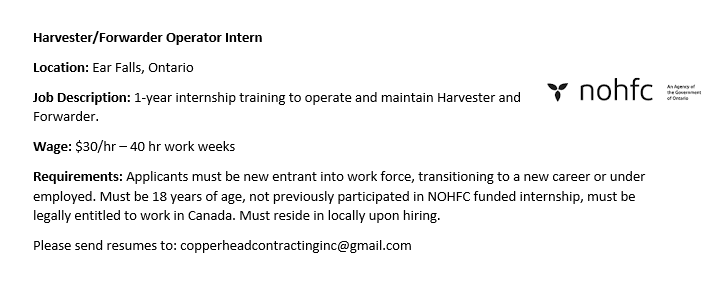 Harvester/Forwarder Operator Intern
Location: Ear Falls, Ontario
Job Description: 1-year internship training to operate and maintain Harvester and
Forwarder.
nohfc
An Agency of
the Government
of Ontario
Wage: $30/hr – 40 hr work weeks
Requirements: Applicants must be new entrant into work force, transitioning to a new career or under
employed. Must be 18 years of age, not previously participated in NOHFC funded internship, must be
legally entitled to work in Canada. Must reside in locally upon hiring.
Please send resumes to: copperheadcontractinginc@gmail.com